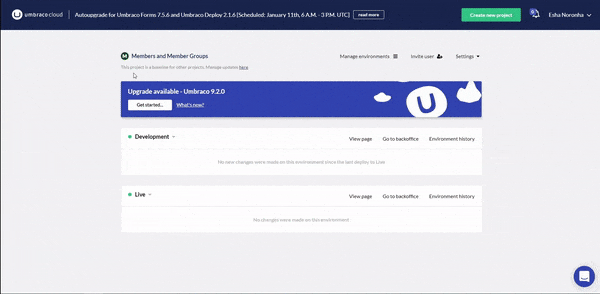 umbraco cloud
Autoupgrade for Umbraco Forms 7.5.6 and Umbraco Deploy 2.1.6 [Scheduled: January 11th, 6 A.M. - 3 P.M. UTC]
read more
Create new project
Esha Noronha
M
Members and Member Groups
Manage environments
Invite user
Settings
This project is a baseline for other projects. Manage updates here
Upgrade available - Umbraco 9.2.0
Get started...
What's new?
Development
View page
Go to backoffice
Environment history
No new changes were made on this environment since the last deploy to Live
Live
View page
Go to backoffice
Environment history
No changes were made on live environment